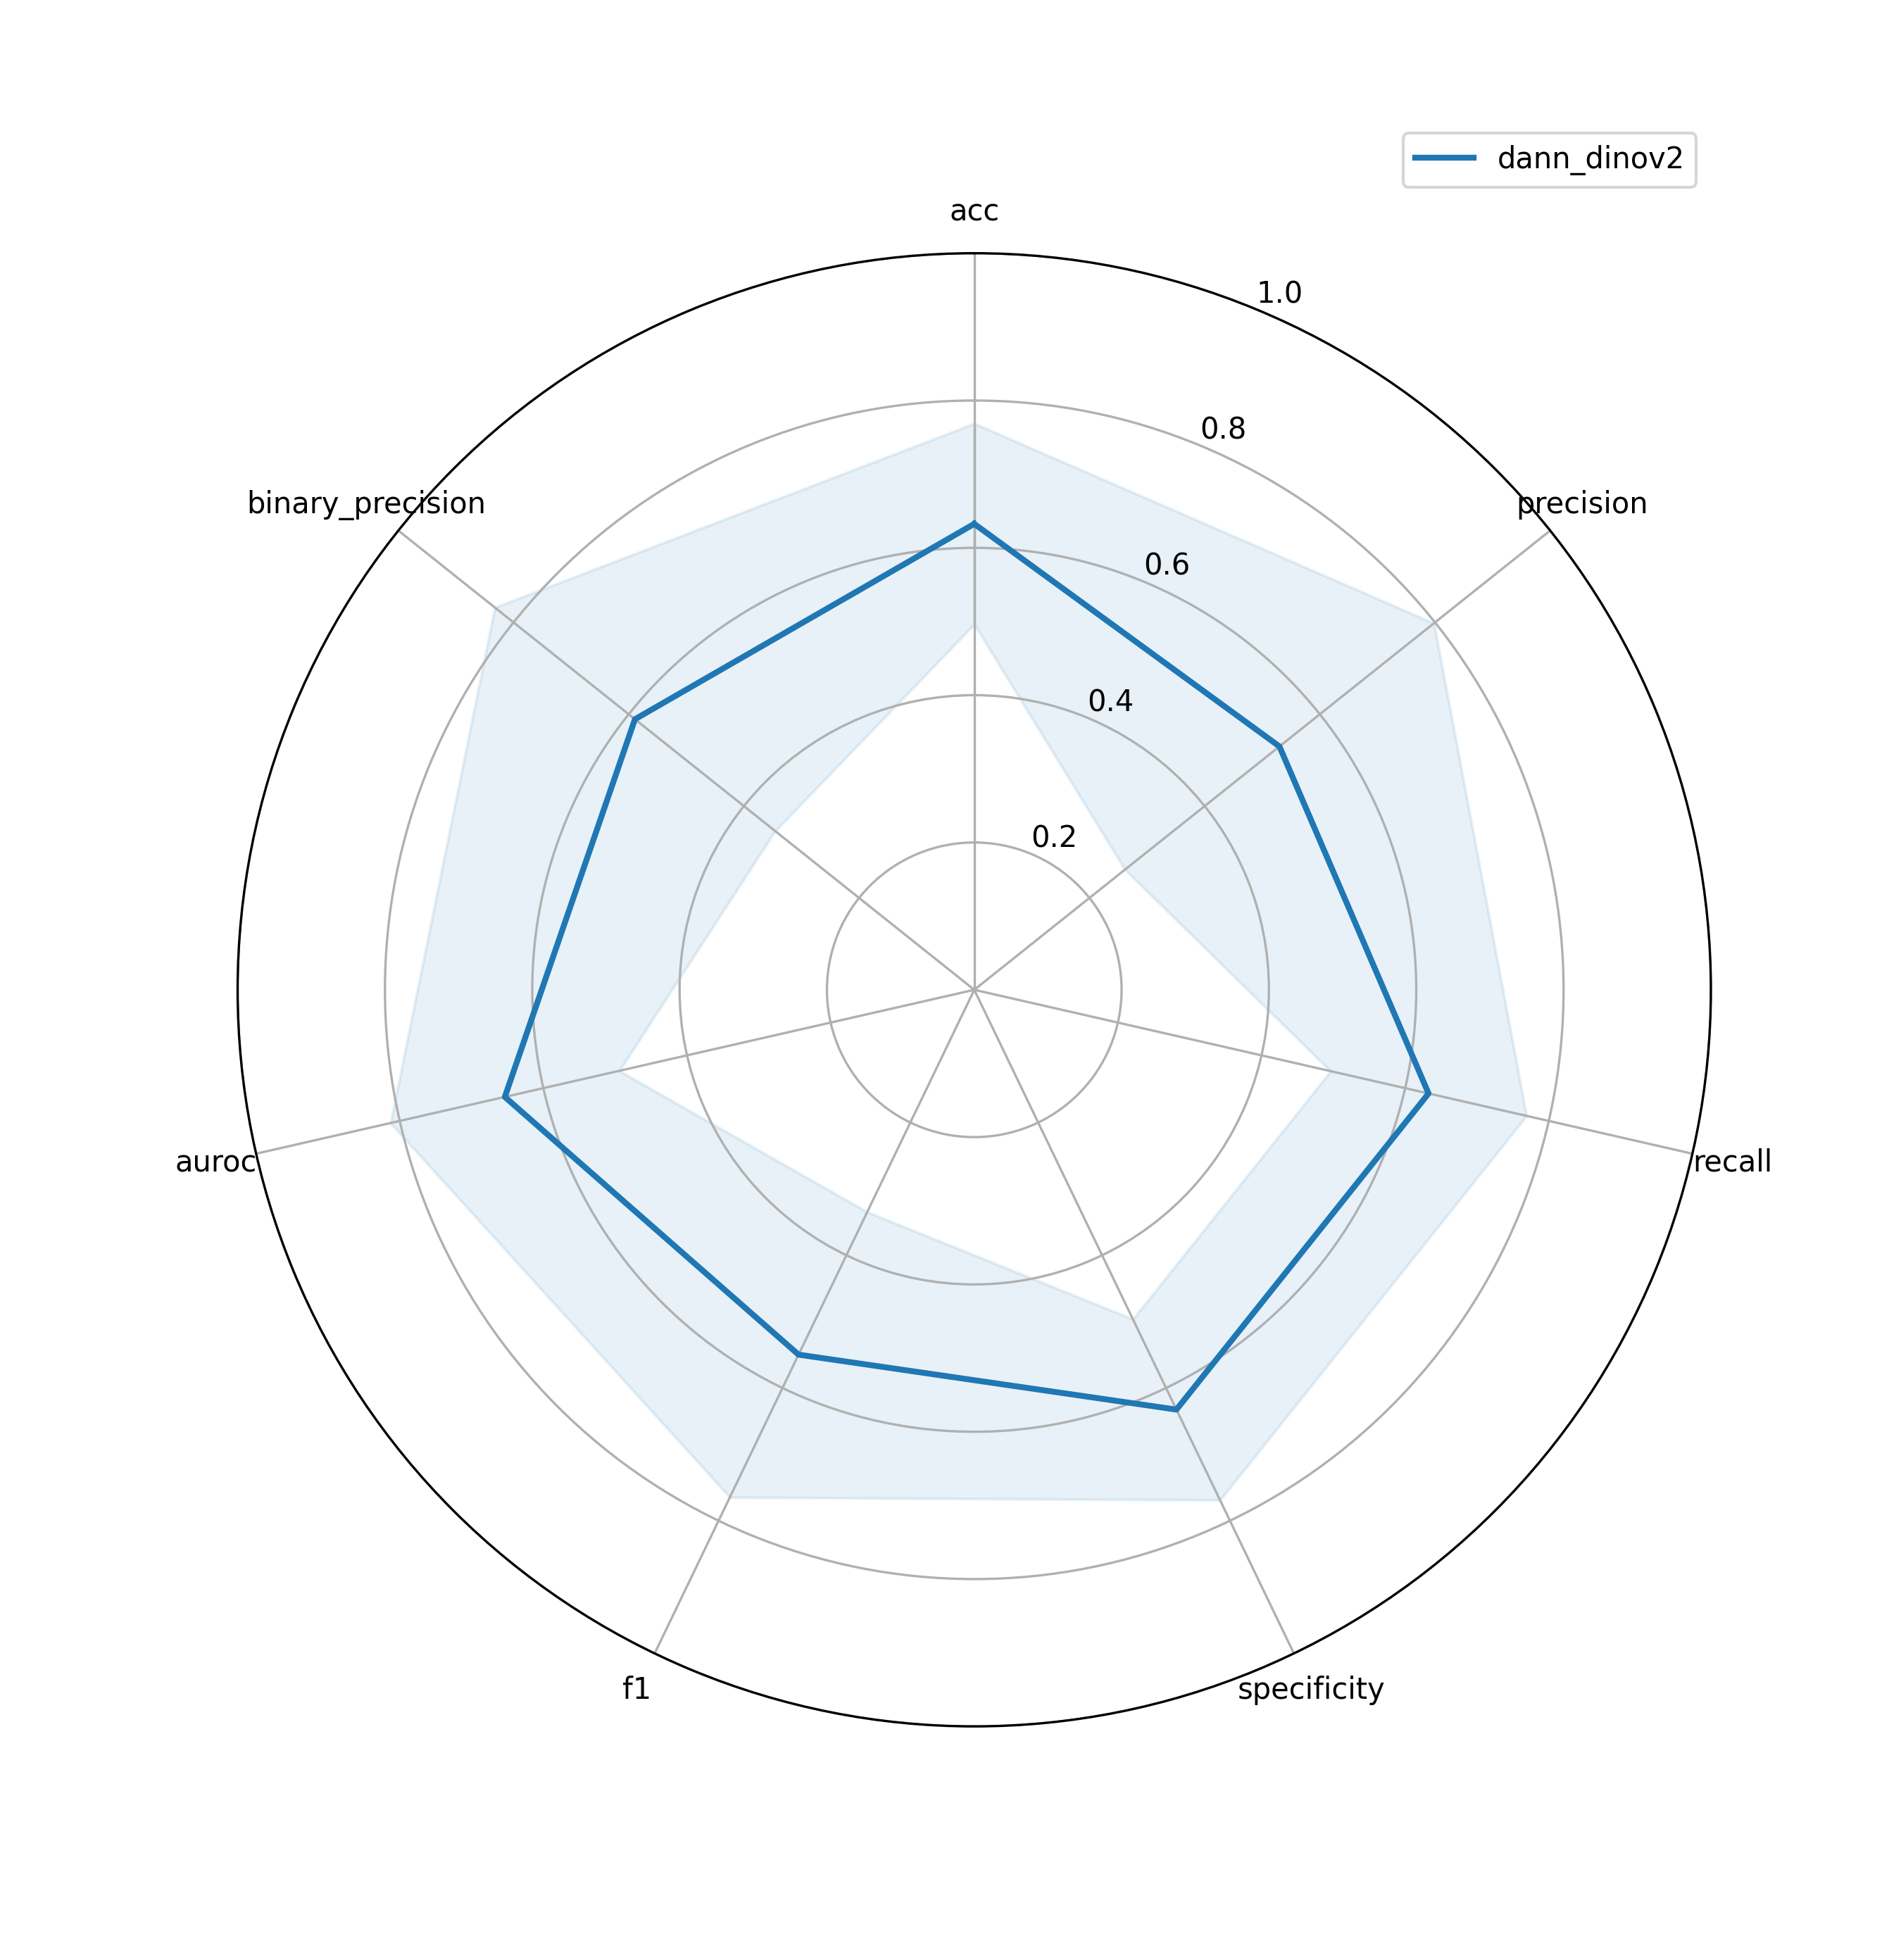 dann_dinov2
acc
1.0
0.8
binary_precision
precision
0.6
0.4
0.2
auroc
recall
f1
specificity